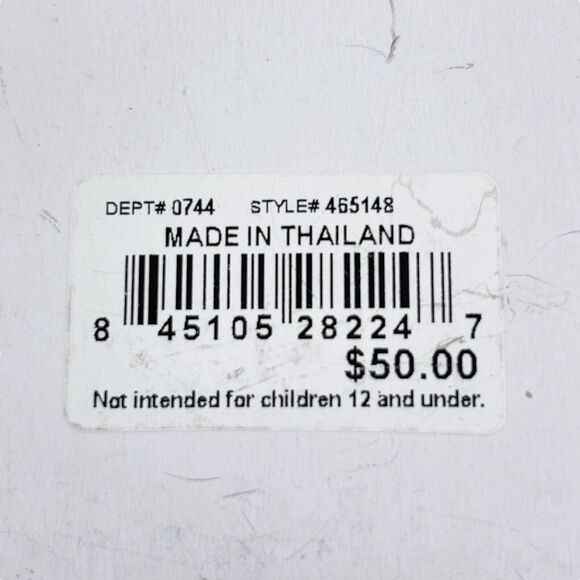 DEPT# 0744 STYLE# 465148
MADE IN THAILAND
8 45105 28224 7
$50.00
Not intended for children 12 and under.